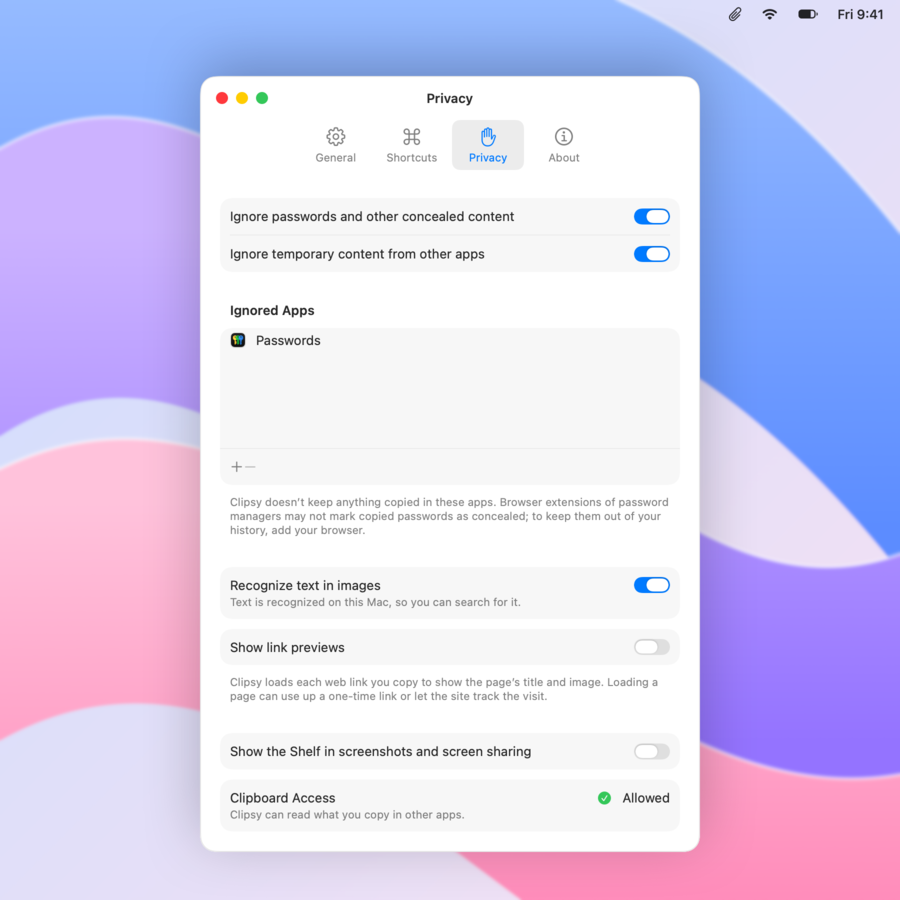 Fri 9:41
Privacy
General
Shortcuts
Privacy
About
Ignore passwords and other concealed content
Ignore temporary content from other apps
Ignored Apps
Passwords
Clipsy doesn’t keep anything copied in these apps. Browser extensions of password
managers may not mark copied passwords as concealed; to keep them out of your
history, add your browser.
Recognize text in images
Text is recognized on this Mac, so you can search for it.
Show link previews
Clipsy loads each web link you copy to show the page’s title and image. Loading a
page can use up a one-time link or let the site track the visit.
Show the Shelf in screenshots and screen sharing
Clipboard Access
Allowed
Clipsy can read what you copy in other apps.